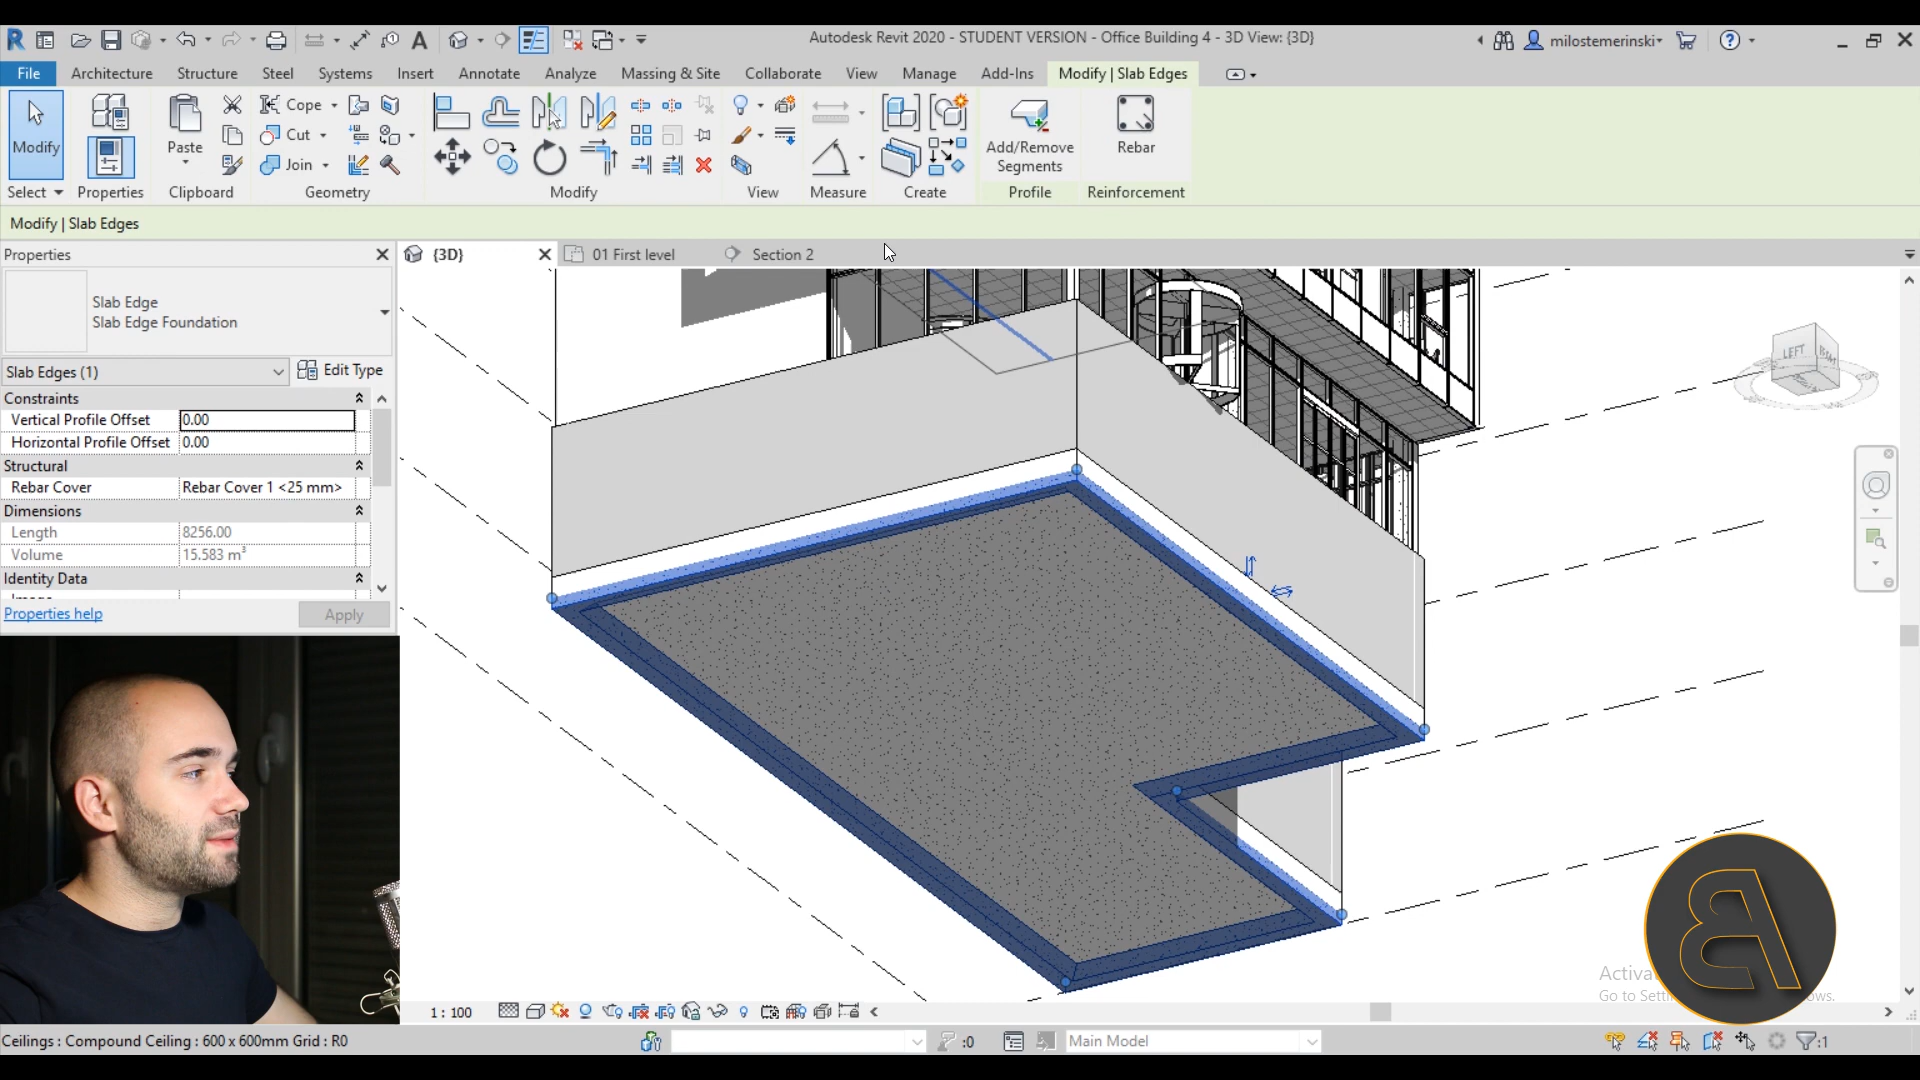 Autodesk Revit 2020 - STUDENT VERSION - Office Building 4 - 3D View: {3D}
milostemerinski
File
Architecture
Structure
Steel
Systems
Insert
Annotate
Analyze
Massing & Site
Collaborate
View
Manage
Add-Ins
Modify | Slab Edges
Modify
Paste
Cope
Cut
Join
Add/Remove
Segments
Rebar
Select
Properties
Clipboard
Geometry
Modify
View
Measure
Create
Profile
Reinforcement
Modify | Slab Edges
Properties
{3D}
01 First level
Section 2
Slab Edge
Slab Edge Foundation
Slab Edges (1)
Edit Type
Constraints
Vertical Profile Offset 0.00
Horizontal Profile Offset 0.00
Structural
Rebar Cover Rebar Cover 1 <25 mm>
Dimensions
Length 8256.00
Volume 15.583 m³
Identity Data
Properties help
Apply
LEFT
1 : 100
Ceilings : Compound Ceiling : 600 x 600mm Grid : R0
:0
Main Model
:1